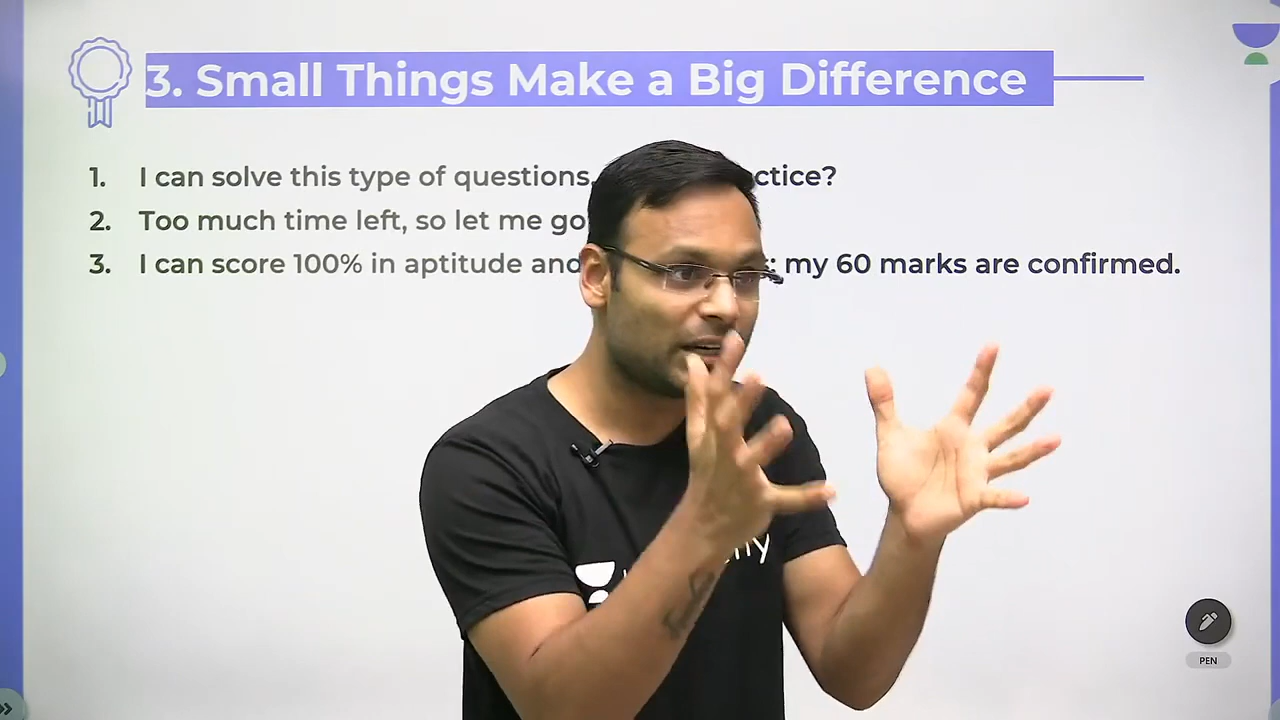 3. Small Things Make a Big Difference
1. I can solve this type of questions, ctice?
2. Too much time left, so let me go
3. I can score 100% in aptitude and : my 60 marks are confirmed.
PEN